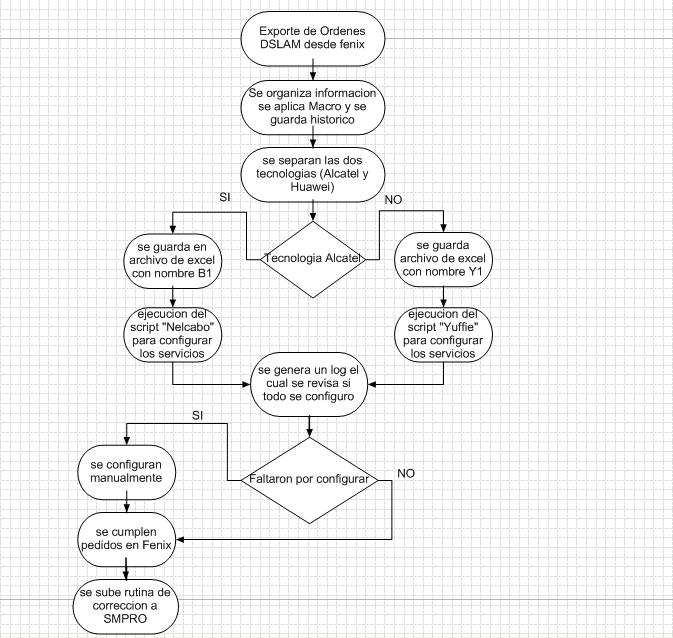 Exporte de Ordenes
DSLAM desde fenix
Se organiza informacion
se aplica Macro y se
guarda historico
se separan las dos
tecnologias (Alcatel y
Huawei)
SI
NO
Tecnologia Alcatel
se guarda en
archivo de excel
con nombre B1
se guarda
archivo de excel
con nombre Y1
ejecucion del
script "Nelcabo"
para configurar
los servicios
ejecucion del
script "Yuffie"
para configurar
los servicios
se genera un log el
cual se revisa si
todo se configuro
SI
Faltaron por configurar
NO
se configuran
manualmente
se cumplen
pedidos en Fenix
se sube rutina de
correccion a
SMPRO